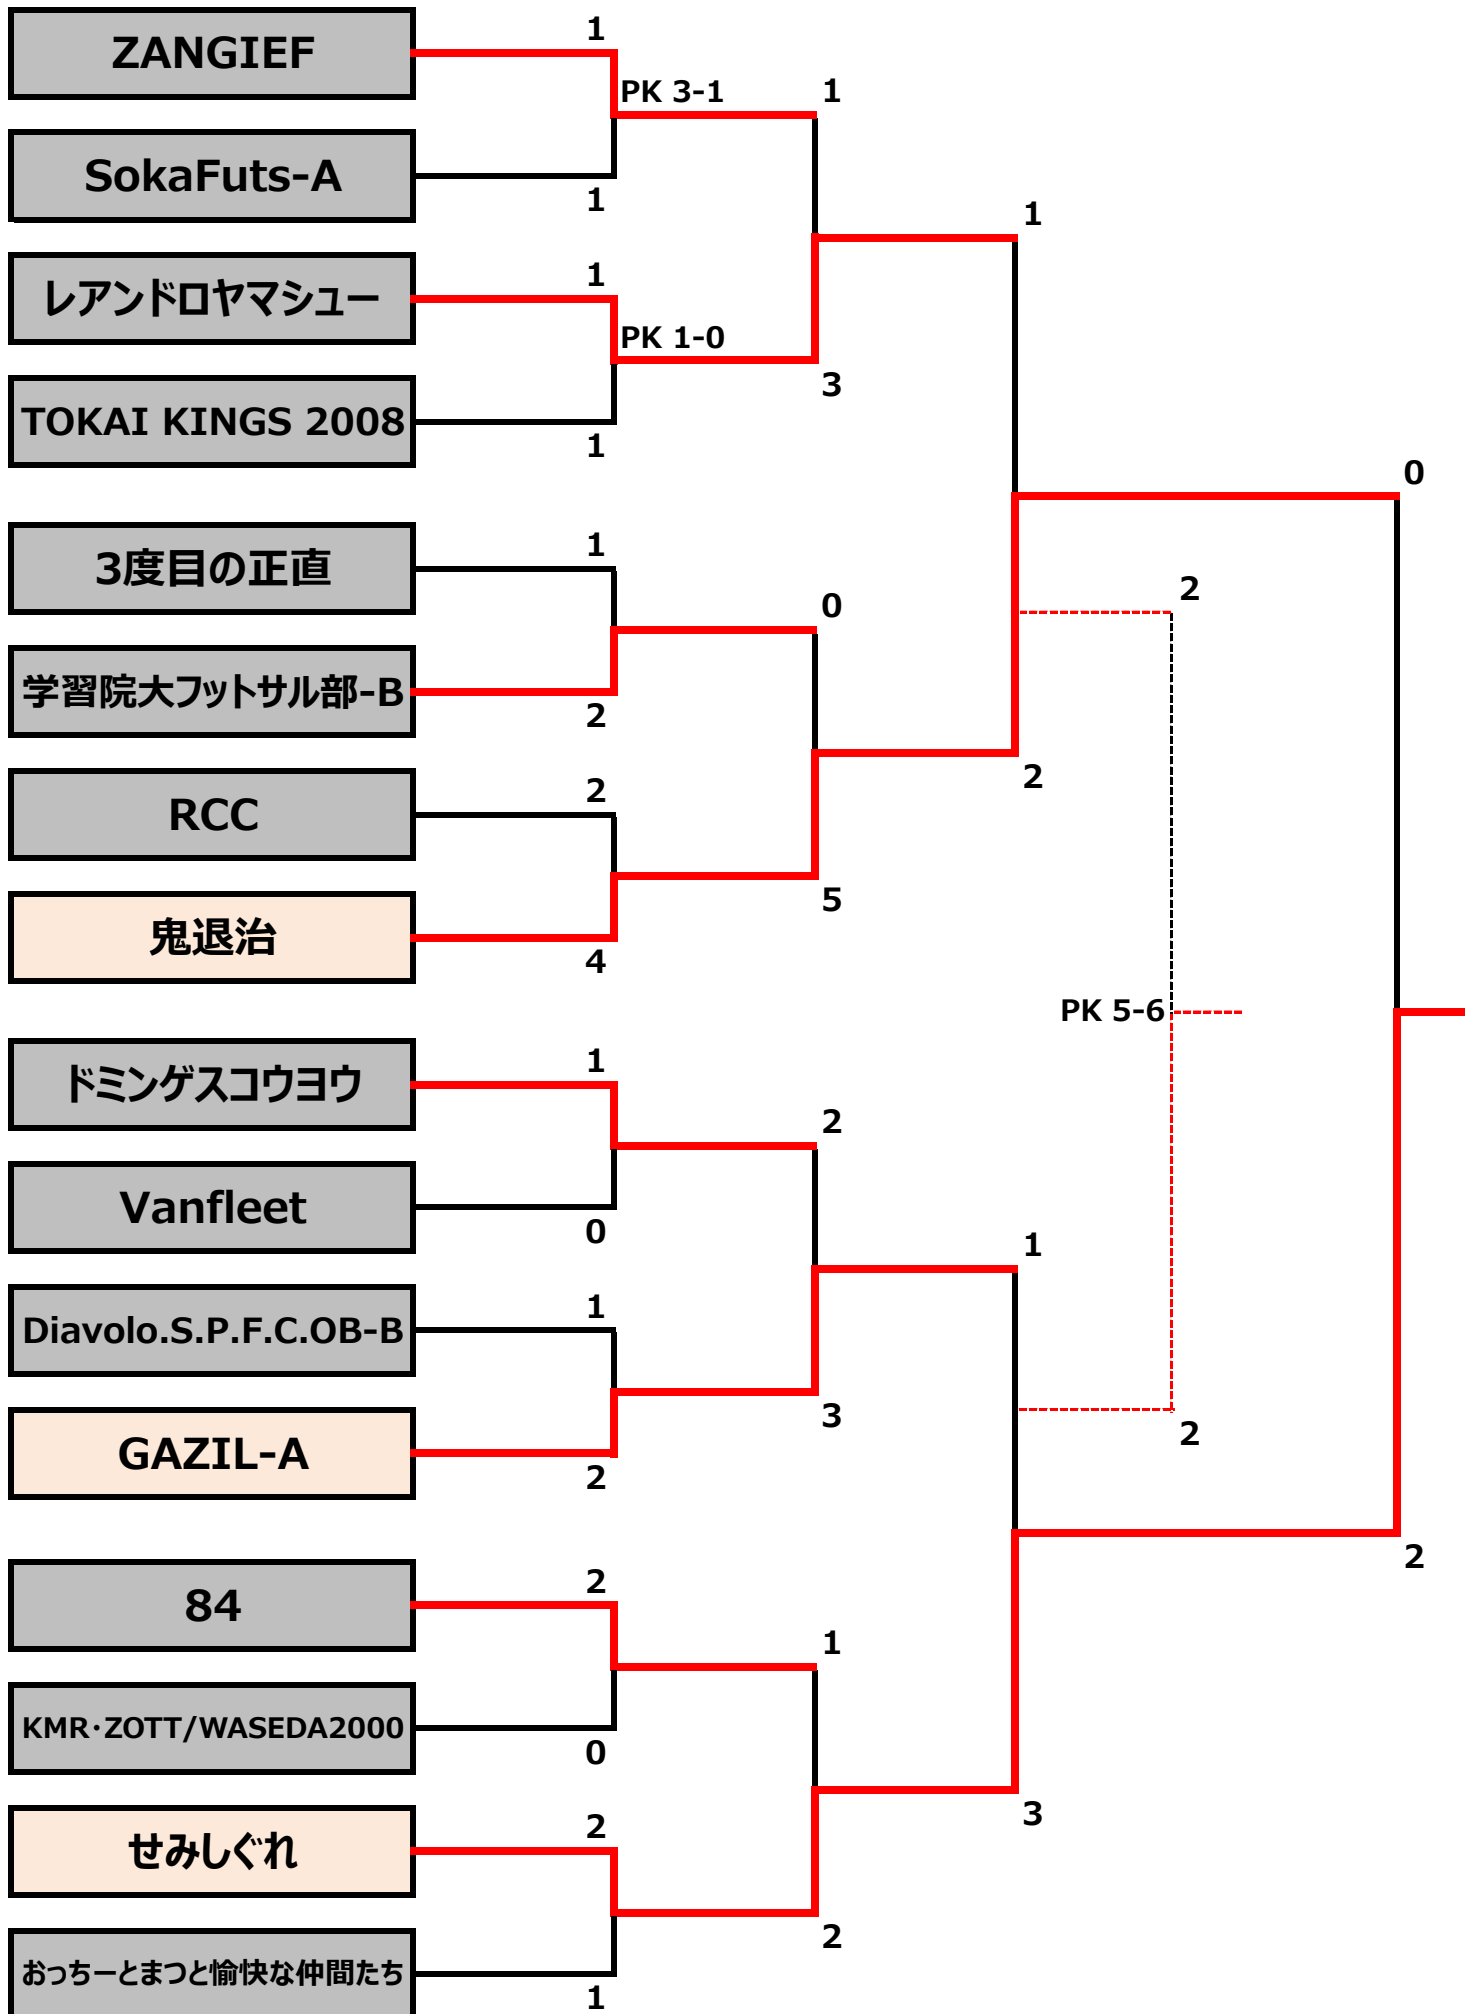 ZANGIEF
1
PK 3-1
1
SokaFuts-A
1
1
レアンドロヤマシュー
1
PK 1-0
3
TOKAI KINGS 2008
1
0
3度目の正直
1
0
2
学習院大フットサル部-B
2
RCC
2
2
5
鬼退治
4
PK 5-6
ドミンゲスコウヨウ
1
2
Vanfleet
0
1
Diavolo.S.P.F.C.OB-B
1
3
2
GAZIL-A
2
2
84
2
1
KMR・ZOTT/WASEDA2000
0
3
せみしぐれ
2
2
おっちーとまつと愉快な仲間たち
1